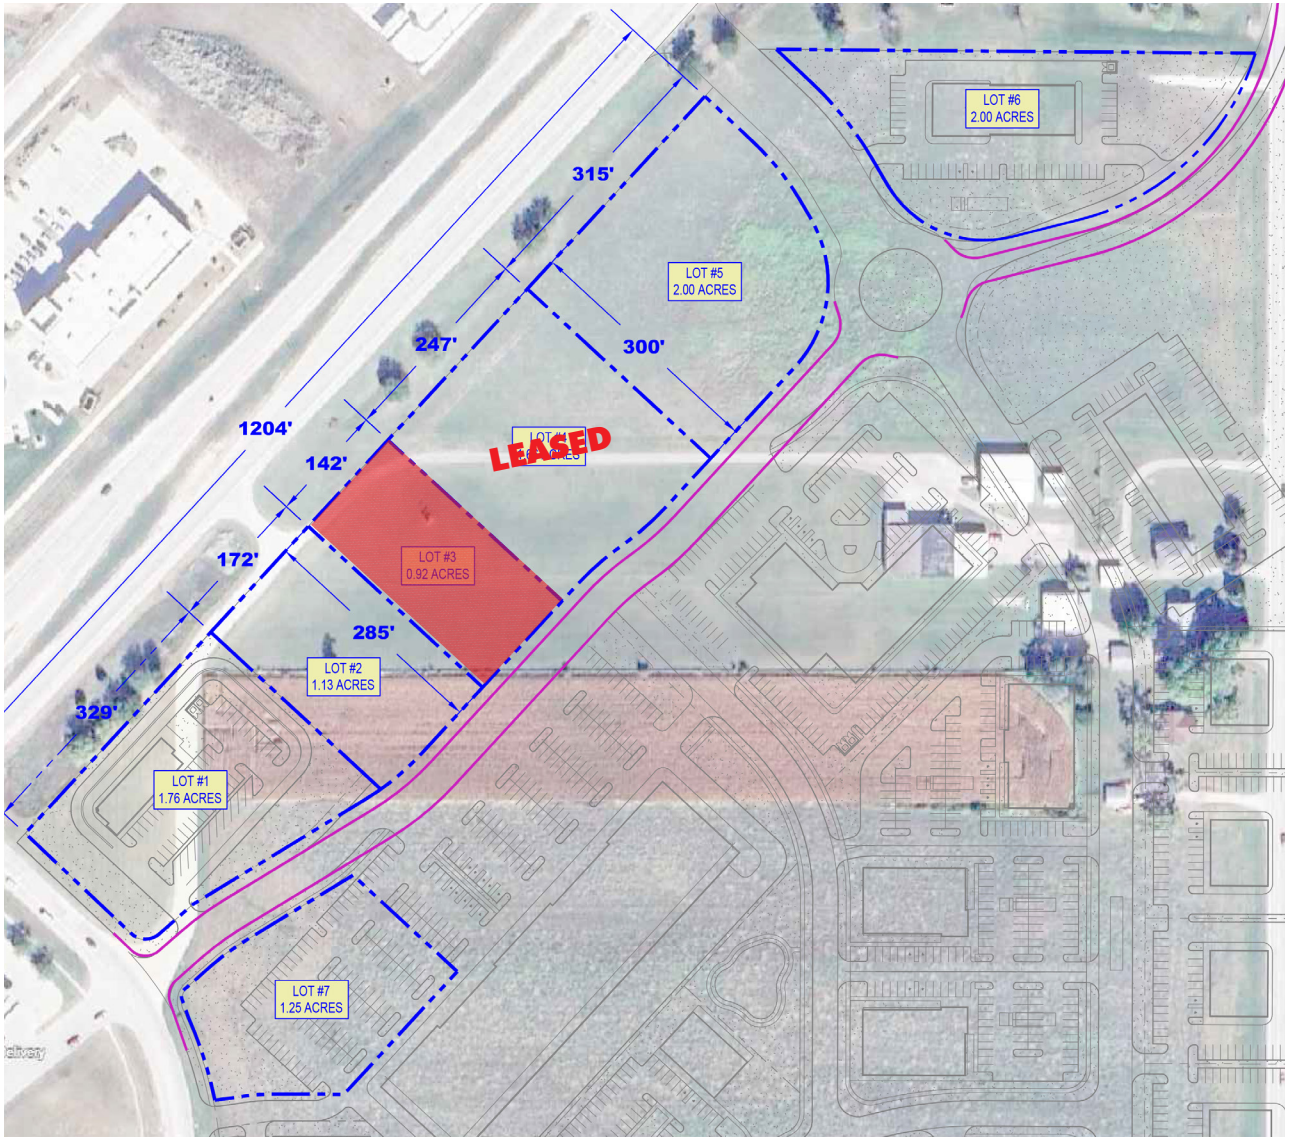 LOT #6
2.00 ACRES
315'
LOT #5
2.00 ACRES
247'
300'
1204'
LEASED
142'
LOT #3
0.92 ACRES
172'
285'
LOT #2
1.13 ACRES
329'
LOT #1
1.76 ACRES
LOT #7
1.25 ACRES